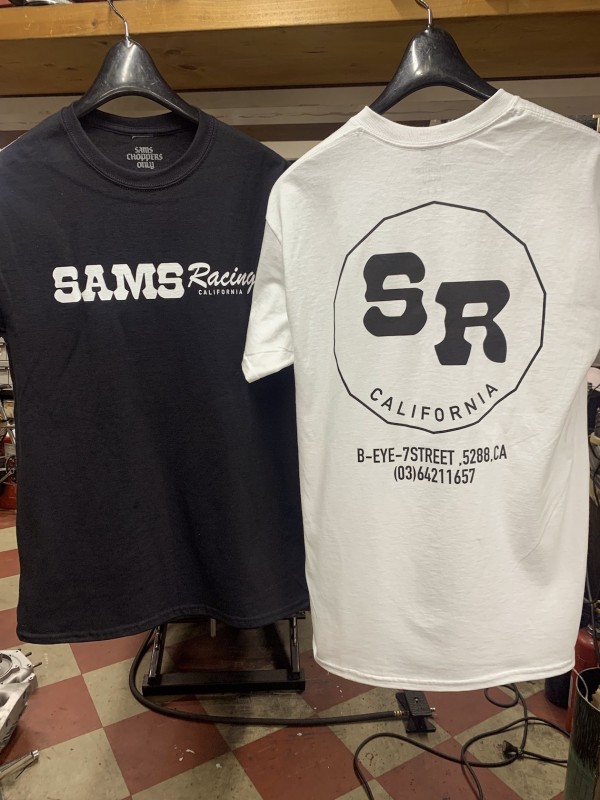 SAMS
CHOPPERS
only
SAMS Racing
CALIFORNIA
SR
CALIFORNIA
B-EYE-7STREET ,5288,CA
(03)64211657